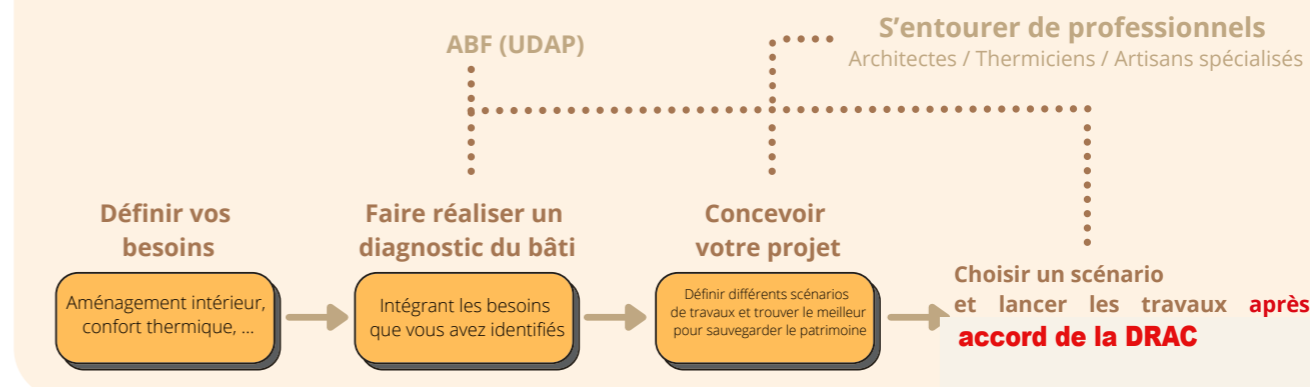 ABF (UDAP)
S'entourer de professionnels
Architectes / Thermiciens / Artisans spécialisés
Définir vos
besoins
Aménagement intérieur,
confort thermique, ...
Faire réaliser un
diagnostic du bâti
Intégrant les besoins
que vous avez identifiés
Concevoir
votre projet
Définir différents scénarios
de travaux et trouver le meilleur
pour sauvegarder le patrimoine
Choisir un scénario
et lancer les travaux après
accord de la DRAC